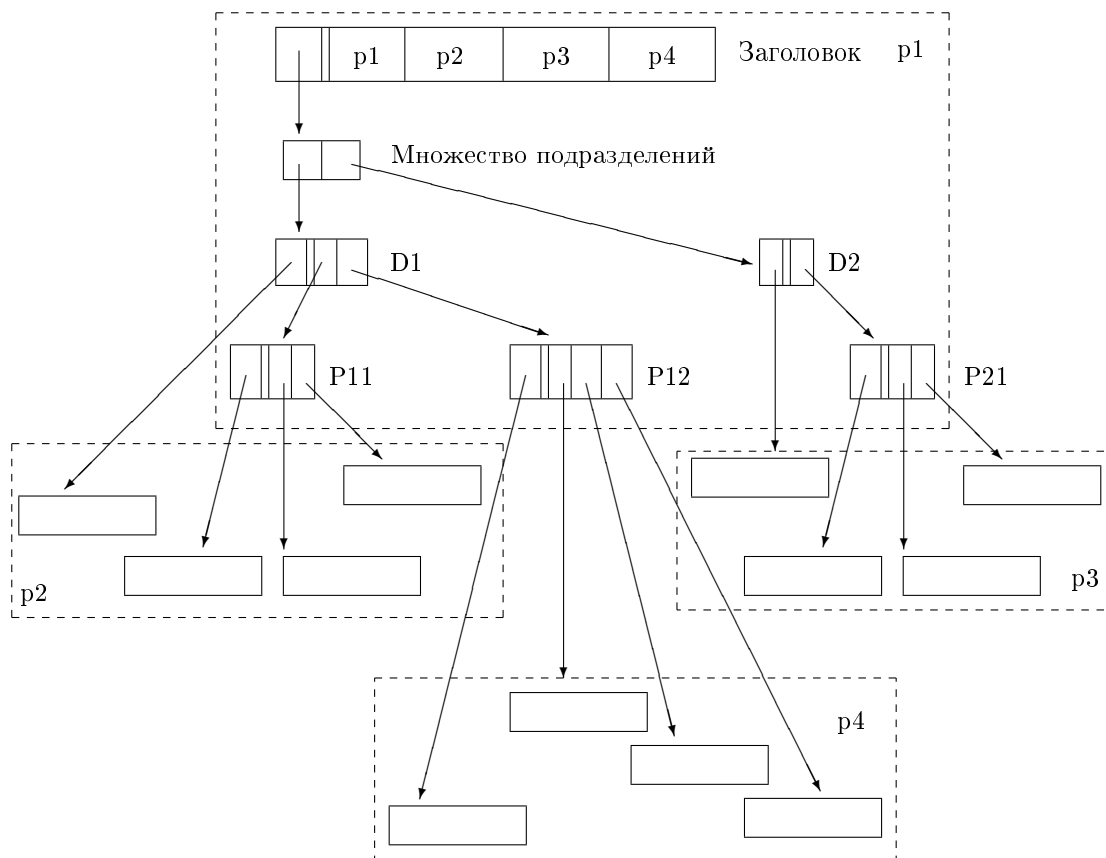 p1 p2 p3 p4 Заголовок p1
Множество подразделений
D1 D2
P11 P12 P21
p2 p3
p4